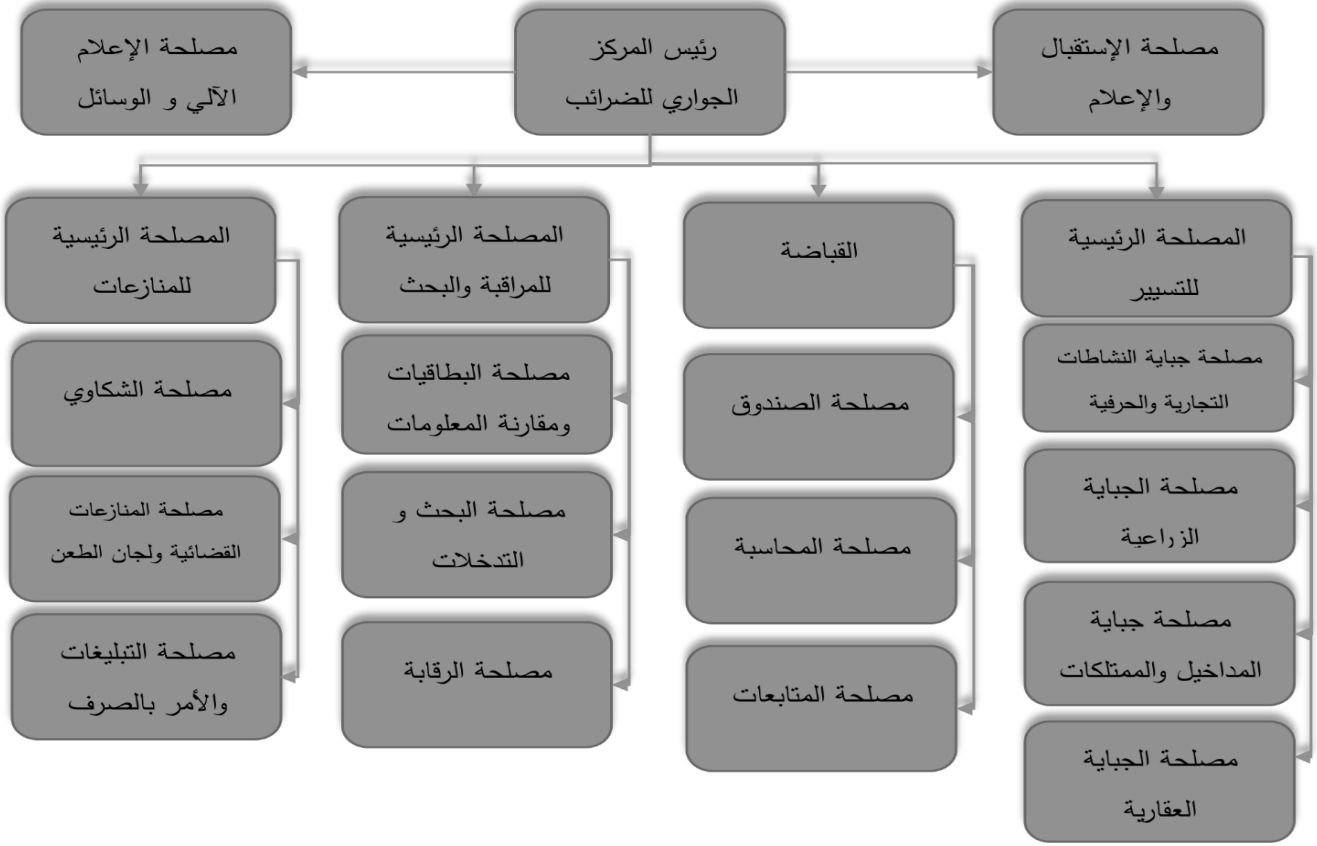 مصلحة الإستقبال
والإعلام
رئيس المركز
الجواري للضرائب
مصلحة الإعلام
الآلي و الوسائل
المصلحة الرئيسية
للتسيير
مصلحة جباية النشاطات
التجارية والحرفية
مصلحة الجباية
الزراعية
مصلحة جباية
المداخيل والممتلكات
مصلحة الجباية
العقارية
القباضة
مصلحة الصندوق
مصلحة المحاسبة
مصلحة المتابعات
المصلحة الرئيسية
للمراقبة والبحث
مصلحة البطاقيات
ومقارنة المعلومات
مصلحة البحث و
التدخلات
مصلحة الرقابة
المصلحة الرئيسية
للمنازعات
مصلحة الشكاوي
مصلحة المنازعات
القضائية ولجان الطعن
مصلحة التبليغات
والأمر بالصرف